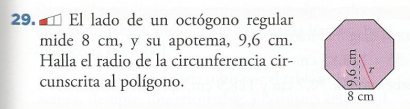 29. El lado de un octógono regular
mide 8 cm, y su apotema, 9,6 cm.
Halla el radio de la circunferencia cir-
cunscrita al polígono.
9,6 cm
r
8 cm